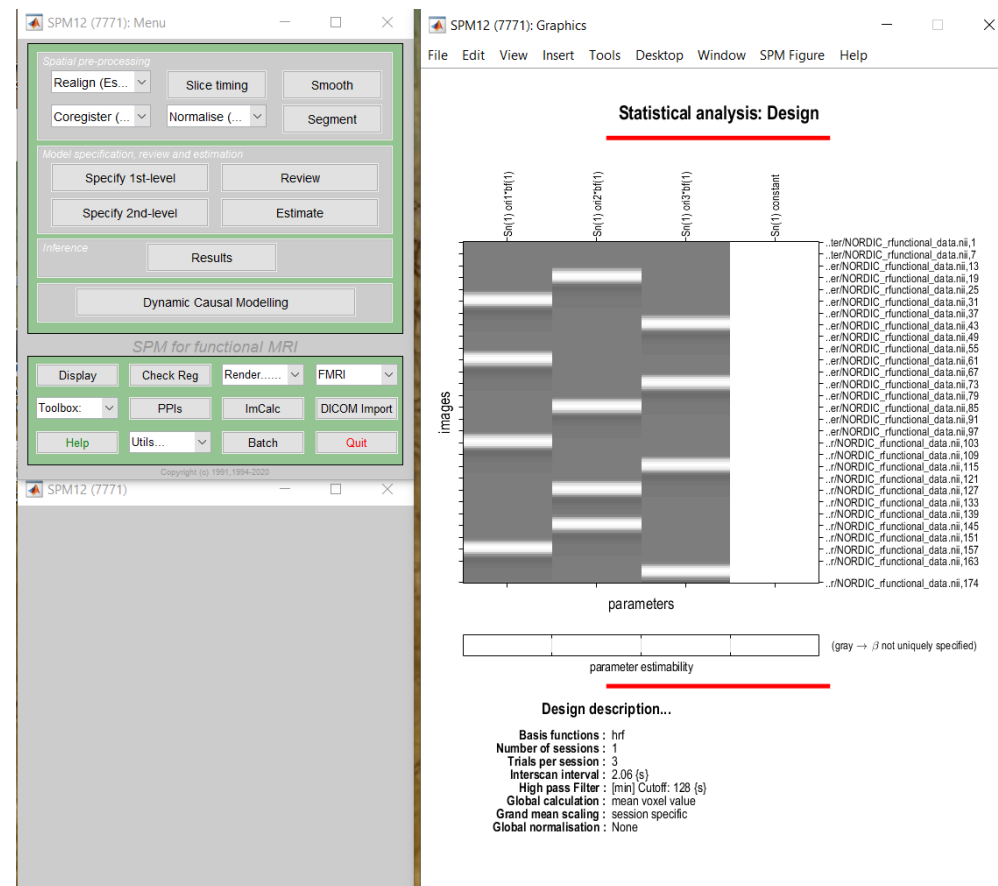 SPM12 (7771): Menu
Spatial pre-processing
Realign (Es...
Slice timing
Smooth
Coregister (...
Normalise (...
Segment
Model specification, review and estimation
Specify 1st-level
Review
Specify 2nd-level
Estimate
Inference
Results
Dynamic Causal Modelling
SPM for functional MRI
Display
Check Reg
Render......
FMRI
Toolbox:
PPIs
ImCalc
DICOM Import
Help
Utils...
Batch
Quit
Copyright (c) 1991,1994-2020
SPM12 (7771)
SPM12 (7771): Graphics
File Edit View Insert Tools Desktop Window SPM Figure Help
Statistical analysis: Design
Sn(1) ori1*bf(1)
Sn(1) ori2*bf(1)
Sn(1) ori3*bf(1)
Sn(1) constant
images
..ter/NORDIC_rfunctional_data.nii,1
..ter/NORDIC_rfunctional_data.nii,7
..er/NORDIC_rfunctional_data.nii,13
..er/NORDIC_rfunctional_data.nii,19
..er/NORDIC_rfunctional_data.nii,25
..er/NORDIC_rfunctional_data.nii,31
..er/NORDIC_rfunctional_data.nii,37
..er/NORDIC_rfunctional_data.nii,43
..er/NORDIC_rfunctional_data.nii,49
..er/NORDIC_rfunctional_data.nii,55
..er/NORDIC_rfunctional_data.nii,61
..er/NORDIC_rfunctional_data.nii,67
..er/NORDIC_rfunctional_data.nii,73
..er/NORDIC_rfunctional_data.nii,79
..er/NORDIC_rfunctional_data.nii,85
..er/NORDIC_rfunctional_data.nii,91
..er/NORDIC_rfunctional_data.nii,97
..r/NORDIC_rfunctional_data.nii,103
..r/NORDIC_rfunctional_data.nii,109
..r/NORDIC_rfunctional_data.nii,115
..r/NORDIC_rfunctional_data.nii,121
..r/NORDIC_rfunctional_data.nii,127
..r/NORDIC_rfunctional_data.nii,133
..r/NORDIC_rfunctional_data.nii,139
..r/NORDIC_rfunctional_data.nii,145
..r/NORDIC_rfunctional_data.nii,151
..r/NORDIC_rfunctional_data.nii,157
..r/NORDIC_rfunctional_data.nii,163
..r/NORDIC_rfunctional_data.nii,174
parameters
(gray → β not uniquely specified)
parameter estimability
Design description...
Basis functions : hrf
Number of sessions : 1
Trials per session : 3
Interscan interval : 2.06 {s}
High pass Filter : [min] Cutoff: 128 {s}
Global calculation : mean voxel value
Grand mean scaling : session specific
Global normalisation : None